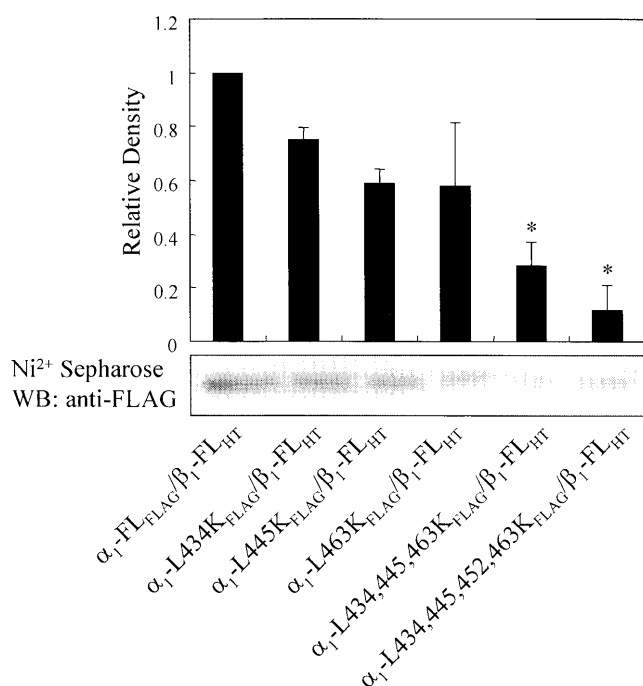 1.2
1
0.8
0.6
0.4
0.2
0
Relative Density
*
*
Ni²⁺ Sepharose
WB: anti-FLAG
α₁-FL_FLAG/β₁-FL_HT
α₁-L434K_FLAG/β₁-FL_HT
α₁-L445K_FLAG/β₁-FL_HT
α₁-L463K_FLAG/β₁-FL_HT
α₁-L434,445,463K_FLAG/β₁-FL_HT
α₁-L434,445,452,463K_FLAG/β₁-FL_HT